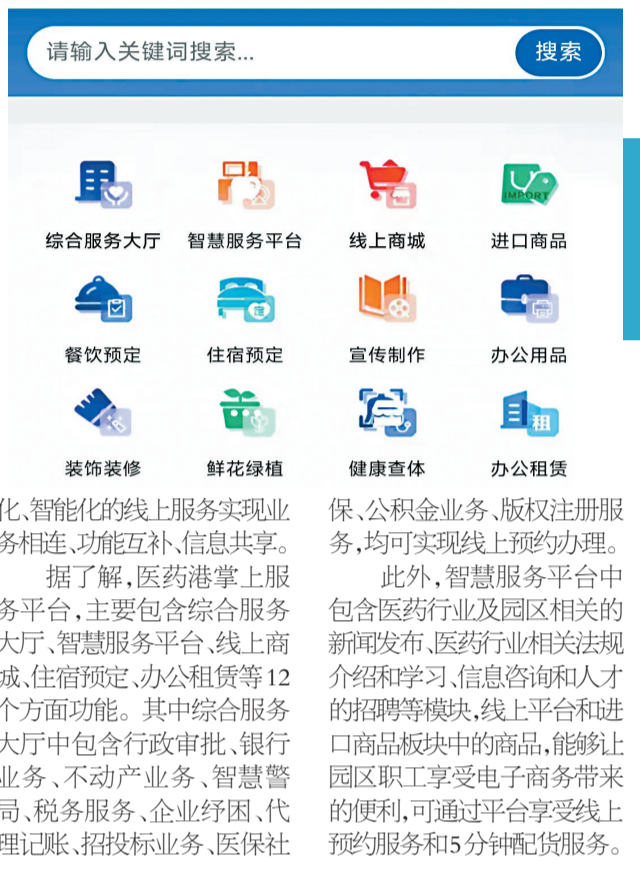 请输入关键词搜索...
搜索
IMPORT
综合服务大厅 智慧服务平台 线上商城 进口商品
定
餐饮预定 住宿预定 宣传制作 办公用品
租
装饰装修 鲜花绿植 健康查体 办公租赁
化、智能化的线上服务实现业
务相连、功能互补、信息共享。
据了解，医药港掌上服
务平台，主要包含综合服务
大厅、智慧服务平台、线上商
城、住宿预定、办公租赁等12
个方面功能。其中综合服务
大厅中包含行政审批、银行
业务、不动产业务、智慧警
局、税务服务、企业纾困、代
理记账、招投标业务、医保社
保、公积金业务、版权注册服
务，均可实现线上预约办理。
此外，智慧服务平台中
包含医药行业及园区相关的
新闻发布、医药行业相关法规
介绍和学习、信息咨询和人才
的招聘等模块，线上平台和进
口商品板块中的商品，能够让
园区职工享受电子商务带来
的便利，可通过平台享受线上
预约服务和5分钟配货服务。